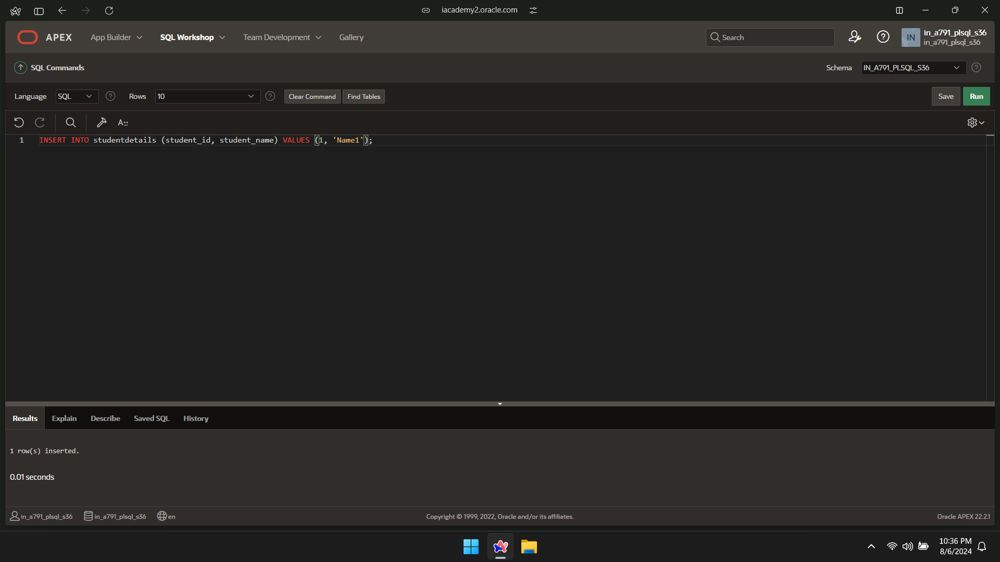 iacademy2.oracle.com
APEX App Builder SQL Workshop Team Development Gallery Search IN in_a791_plsql_s36
in_a791_plsql_s36
SQL Commands Schema IN_A791_PLSQL_S36
Language SQL Rows 10 Clear Command Find Tables Save Run
A::
1 INSERT INTO studentdetails (student_id, student_name) VALUES (1, 'Name1');
Results Explain Describe Saved SQL History
1 row(s) inserted.
0.01 seconds
in_a791_plsql_s36 in_a791_plsql_s36 en Copyright © 1999, 2022, Oracle and/or its affiliates. Oracle APEX 22.2.1
10:36 PM
8/6/2024